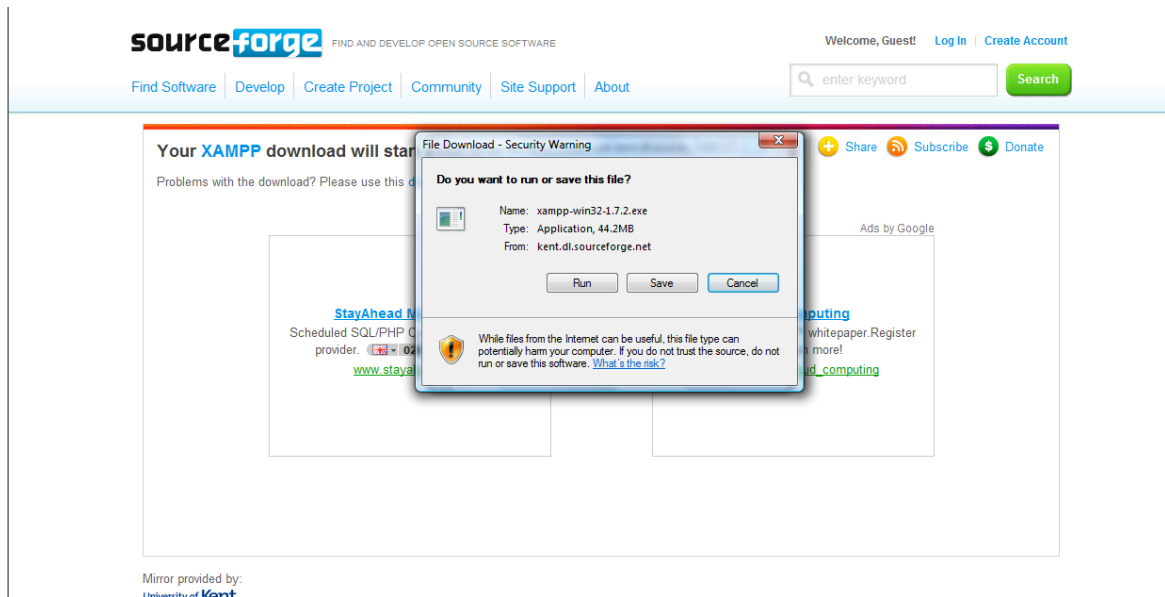 sourceforge FIND AND DEVELOP OPEN SOURCE SOFTWARE
Welcome, Guest! Log In | Create Account
Find Software Develop Create Project Community Site Support About
enter keyword Search
Your XAMPP download will star
Share Subscribe Donate
Problems with the download? Please use this d
Ads by Google
File Download - Security Warning
Do you want to run or save this file?
Name: xampp-win32-1.7.2.exe
Type: Application, 44.2MB
From: kent.dl.sourceforge.net
Run Save Cancel
While files from the Internet can be useful, this file type can
potentially harm your computer. If you do not trust the source, do not
run or save this software. What's the risk?
StayAhead M
Scheduled SQL/PHP C
provider. 02
www.staya
puting
whitepaper.Register
more!
ud_computing
Mirror provided by:
University of Kent